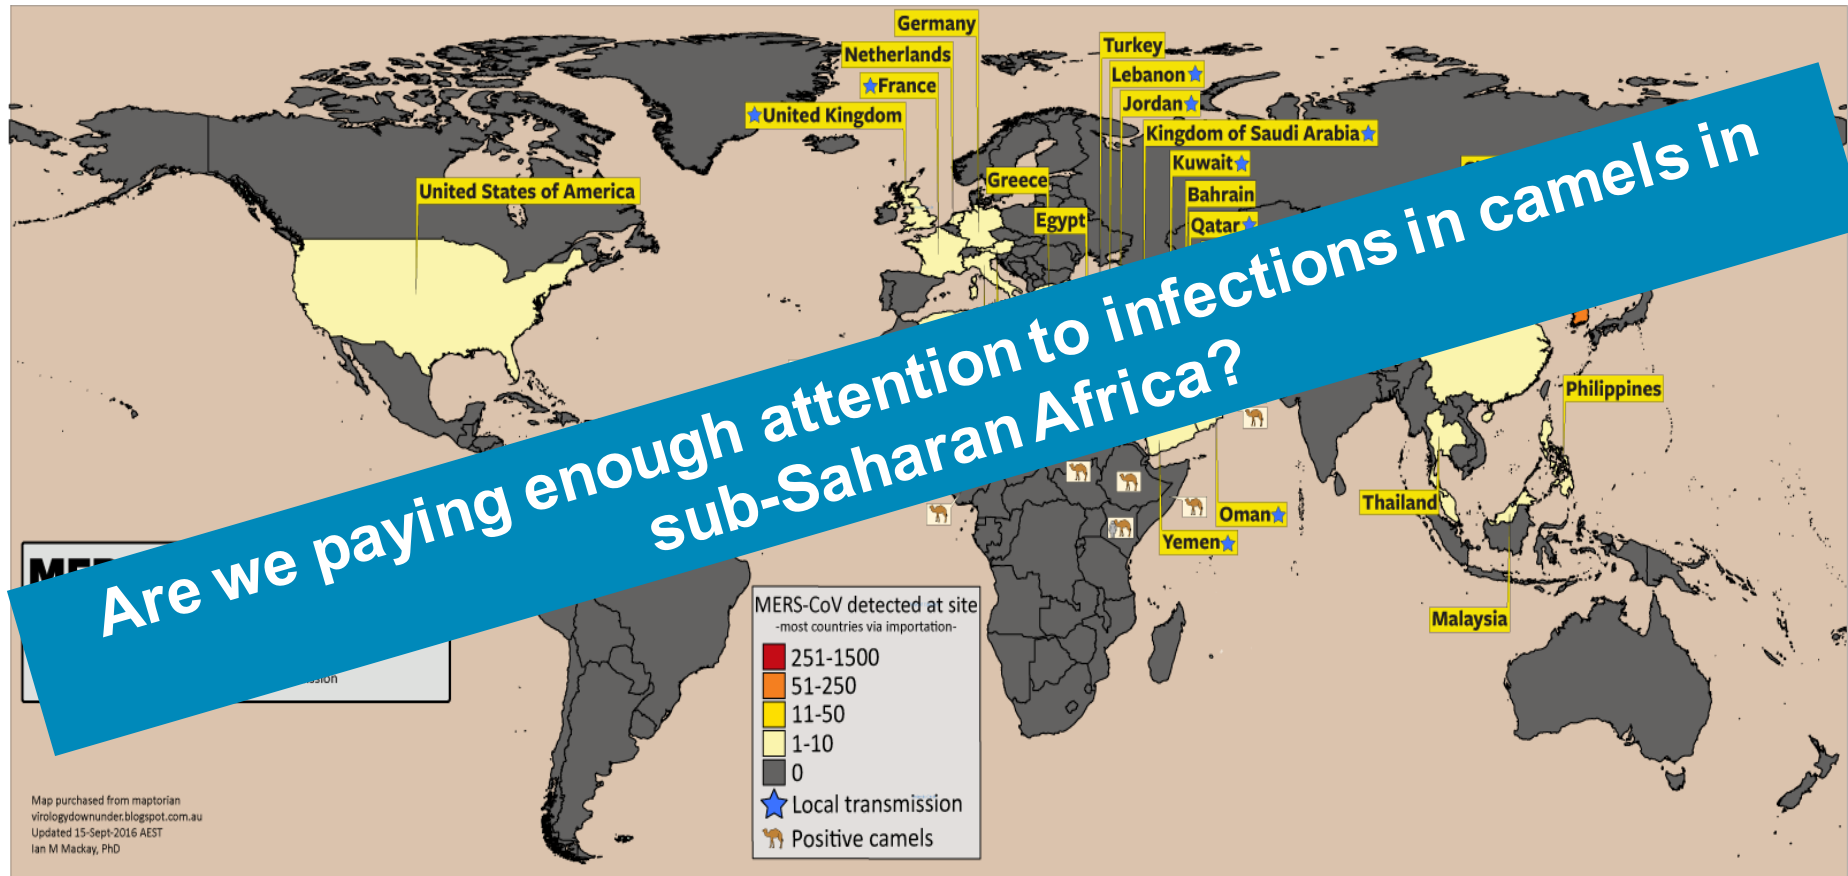 Germany
Netherlands
France
United Kingdom
Turkey
Lebanon
Jordan
Kingdom of Saudi Arabia
Kuwait
Bahrain
Qatar
Greece
Egypt
United States of America
Are we paying enough attention to infections in camels in
sub-Saharan Africa?
Philippines
Thailand
Oman
Yemen
Malaysia
MERS-CoV detected at site
-most countries via importation-
251-1500
51-250
11-50
1-10
0
Local transmission
Positive camels
Map purchased from maptorian
virologydownunder.blogspot.com.au
Updated 15-Sept-2016 AEST
Ian M Mackay, PhD